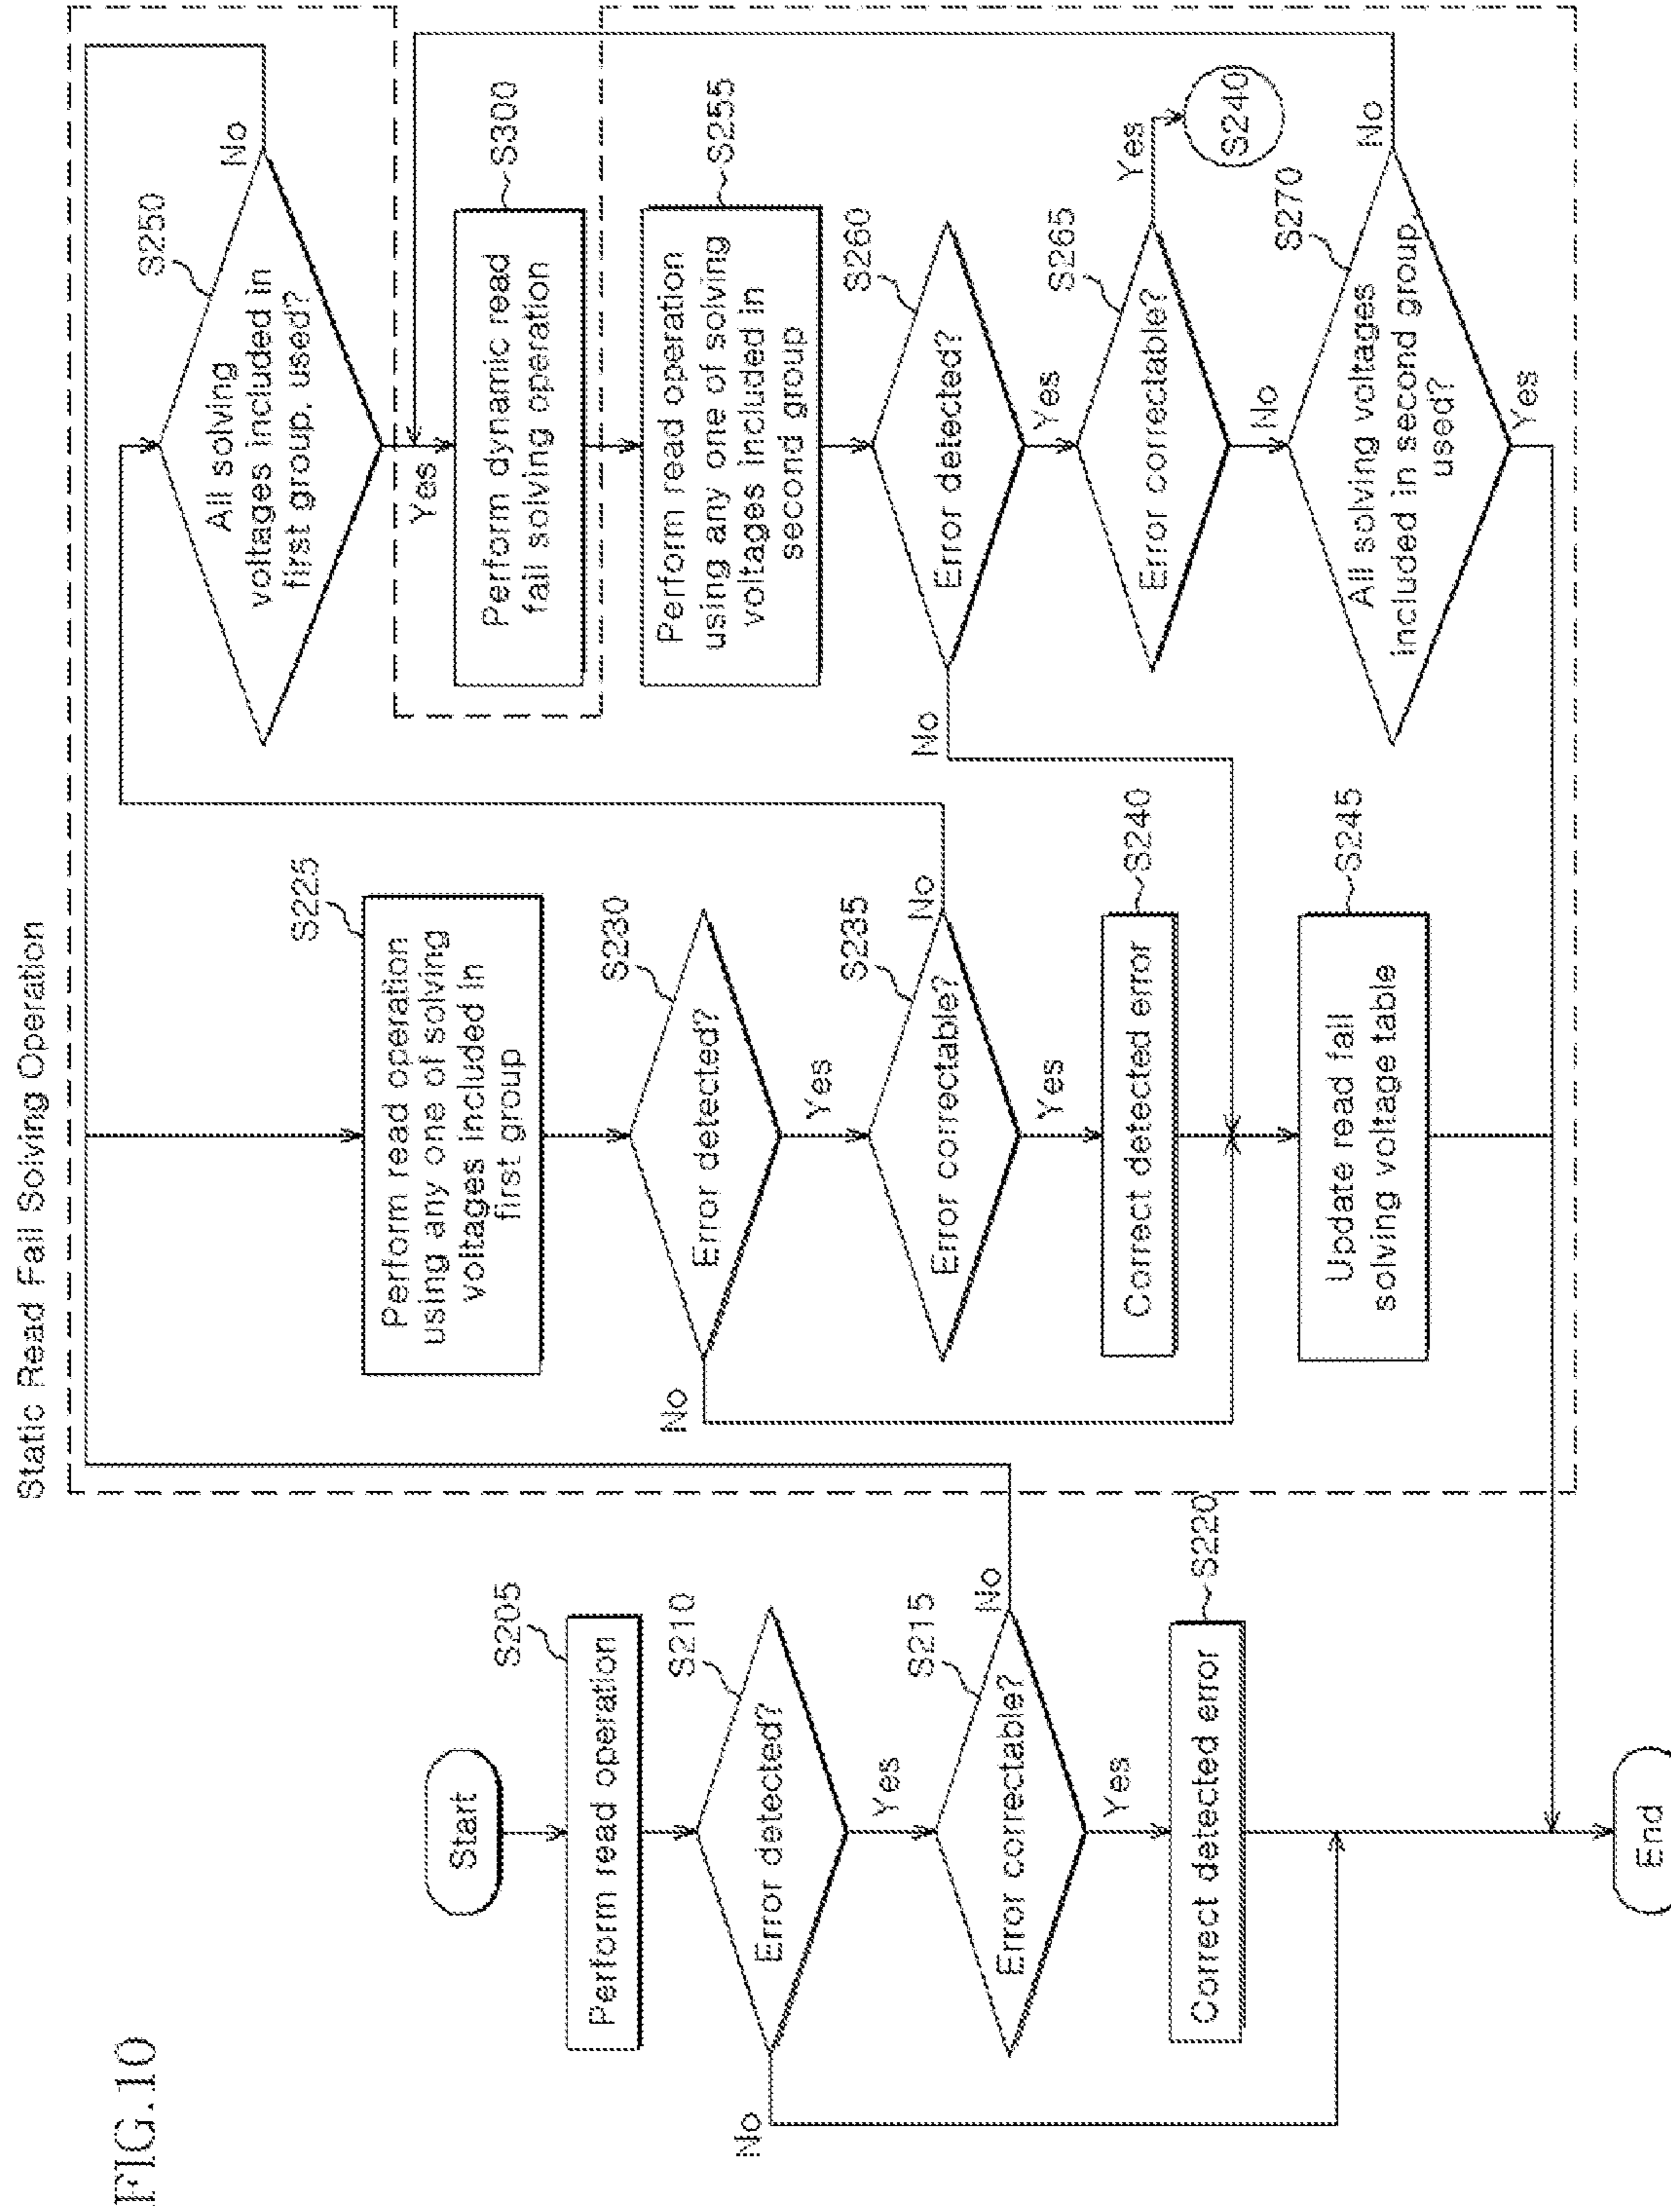 FIG.10
Static Read Fail Solving Operation
Start
S205
Perform read operation
S210
Error detected?
No
Yes
S215
Error correctable?
No
Yes
S220
Correct detected error
End
S225
Perform read operation
using any one of solving
voltages included in
first group
S230
Error detected?
No
Yes
S235
Error correctable?
No
Yes
S240
Correct detected error
S245
Update read fail
solving voltage table
S250
All solving
voltages included in
first group, used?
No
Yes
S300
Perform dynamic read
fail solving operation
S255
Perform read operation
using any one of solving
voltages included in
second group
S260
Error detected?
No
Yes
S265
Error correctable?
Yes
S240
No
S270
All solving voltages
included in second group,
used?
No
Yes